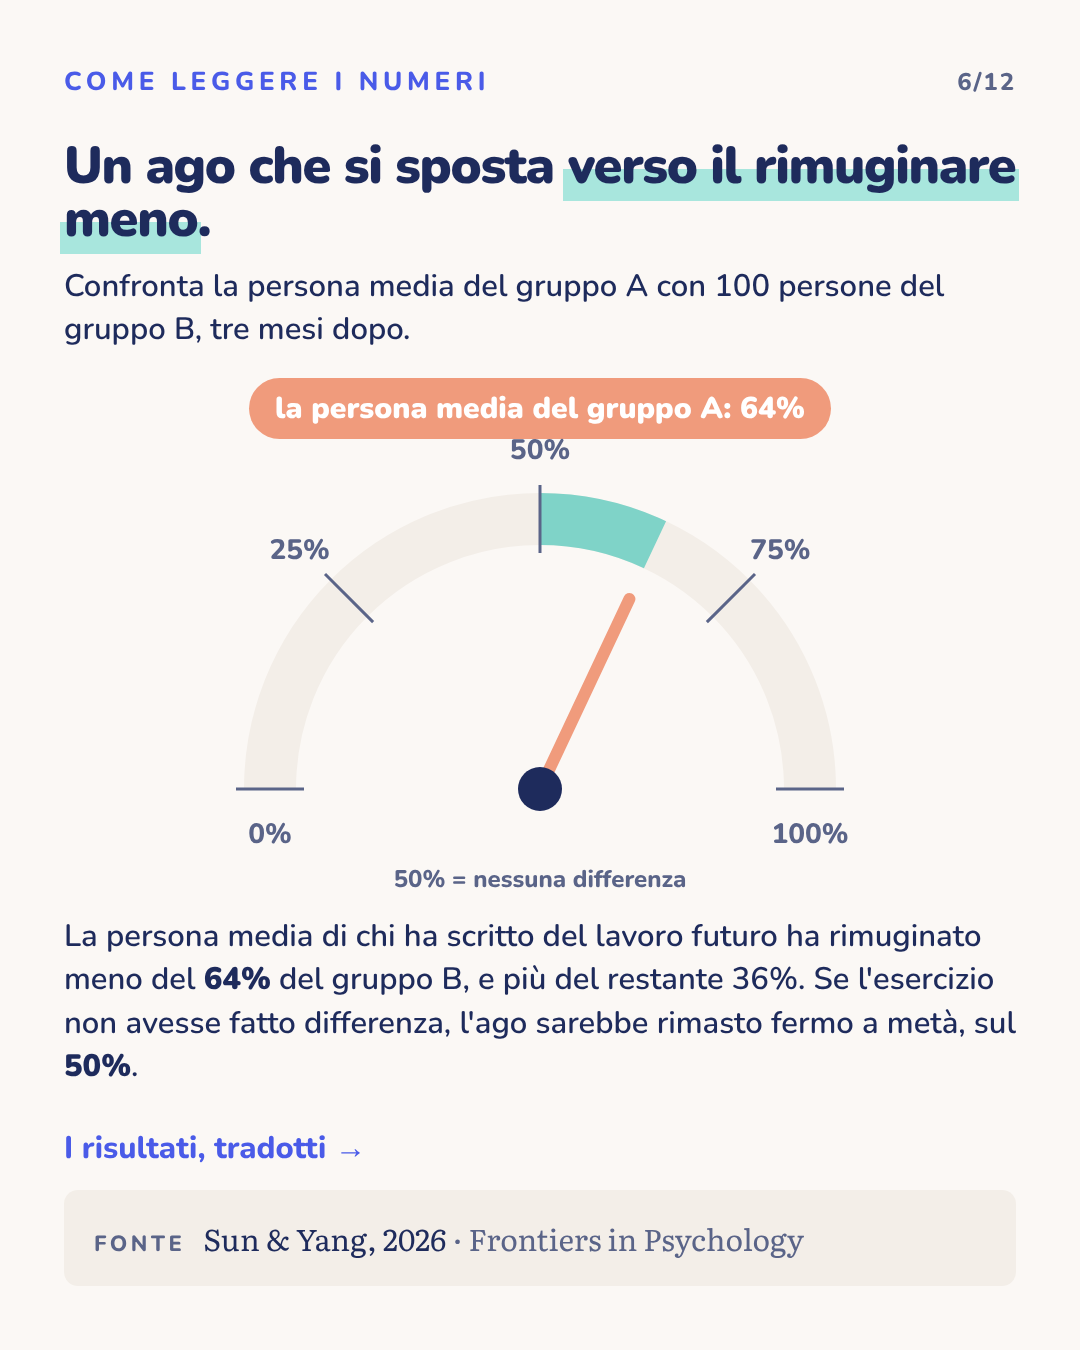 COME LEGGERE I NUMERI
6/12
Un ago che si sposta verso il rimuginare
meno.
Confronta la persona media del gruppo A con 100 persone del
gruppo B, tre mesi dopo.
la persona media del gruppo A: 64%
50%
25%
75%
0%
100%
50% = nessuna differenza
La persona media di chi ha scritto del lavoro futuro ha rimuginato
meno del 64% del gruppo B, e più del restante 36%. Se l'esercizio
non avesse fatto differenza, l'ago sarebbe rimasto fermo a metà, sul
50%.
I risultati, tradotti →
FONTE Sun & Yang, 2026 · Frontiers in Psychology